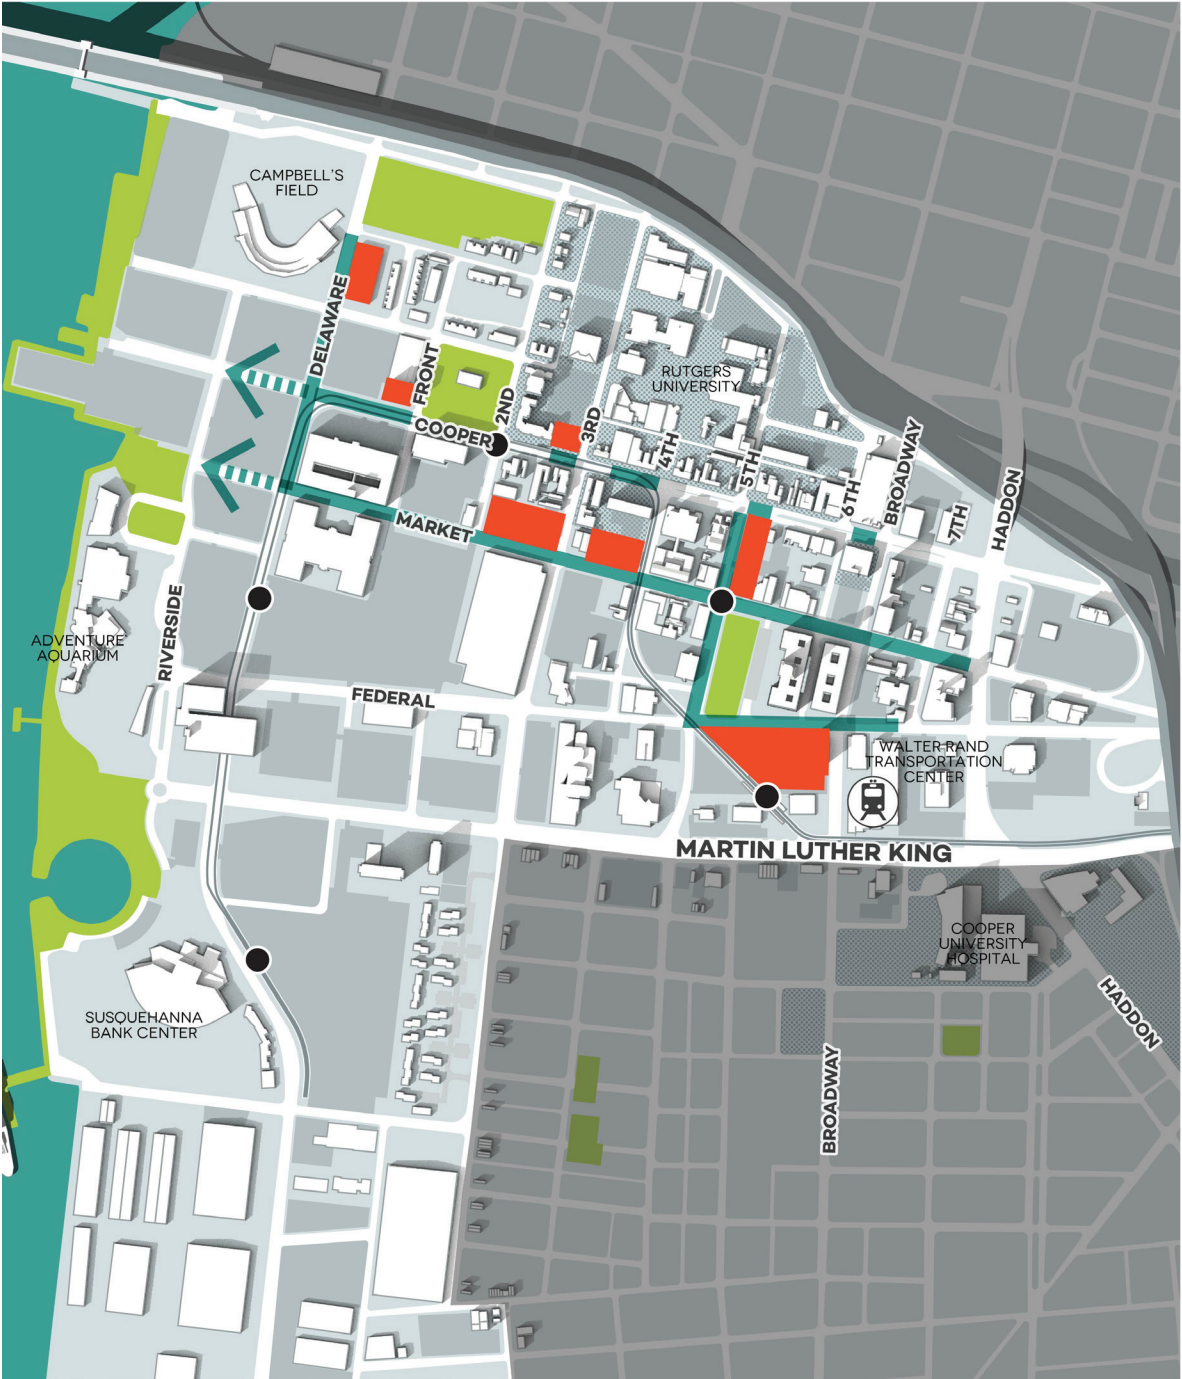 CAMPBELL'S
FIELD
DELAWARE
FRONT
2ND
COOPER
3RD
RUTGERS
UNIVERSITY
4TH
5TH
6TH
BROADWAY
7TH
HADDON
MARKET
RIVERSIDE
ADVENTURE
AQUARIUM
FEDERAL
WALTER RAND
TRANSPORTATION
CENTER
MARTIN LUTHER KING
COOPER
UNIVERSITY
HOSPITAL
HADDON
SUSQUEHANNA
BANK CENTER
BROADWAY